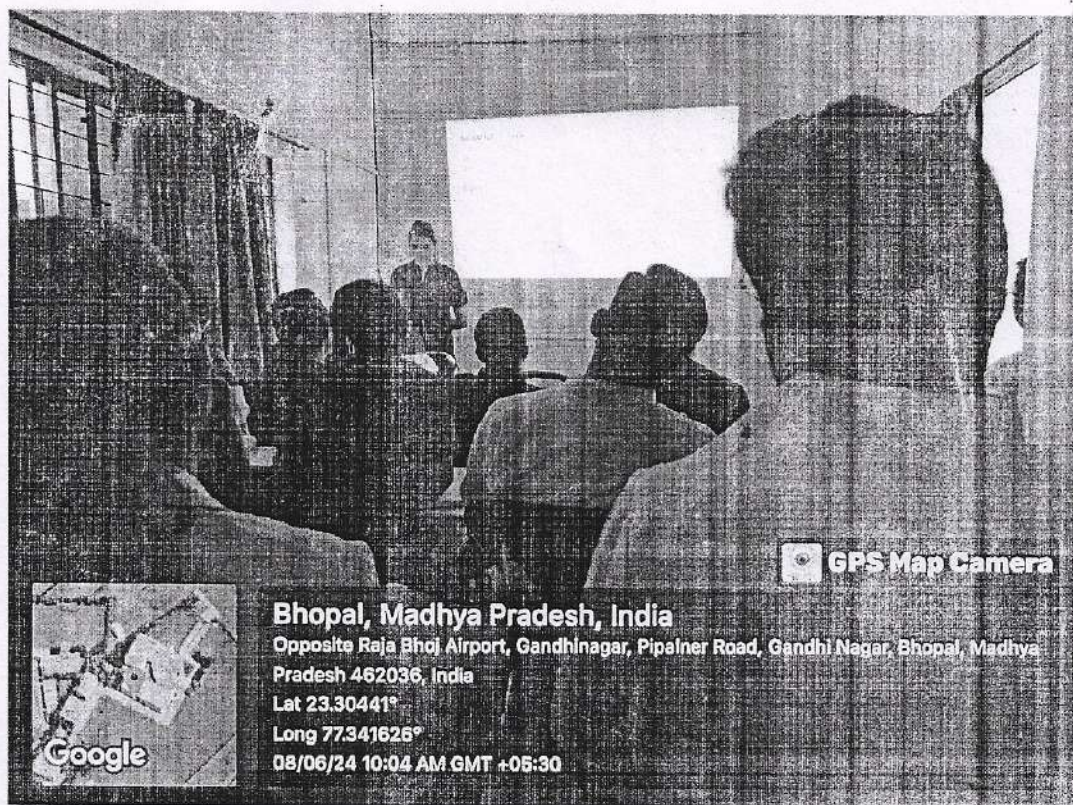 GPS Map Camera
Bhopal, Madhya Pradesh, India
Opposite Raja Bhoj Airport, Gandhinagar, Pipalner Road, Gandhi Nagar, Bhopal, Madhya
Pradesh 462036, India
Lat 23.30441°
Long 77.341626°
08/06/24 10:04 AM GMT +05:30
Google